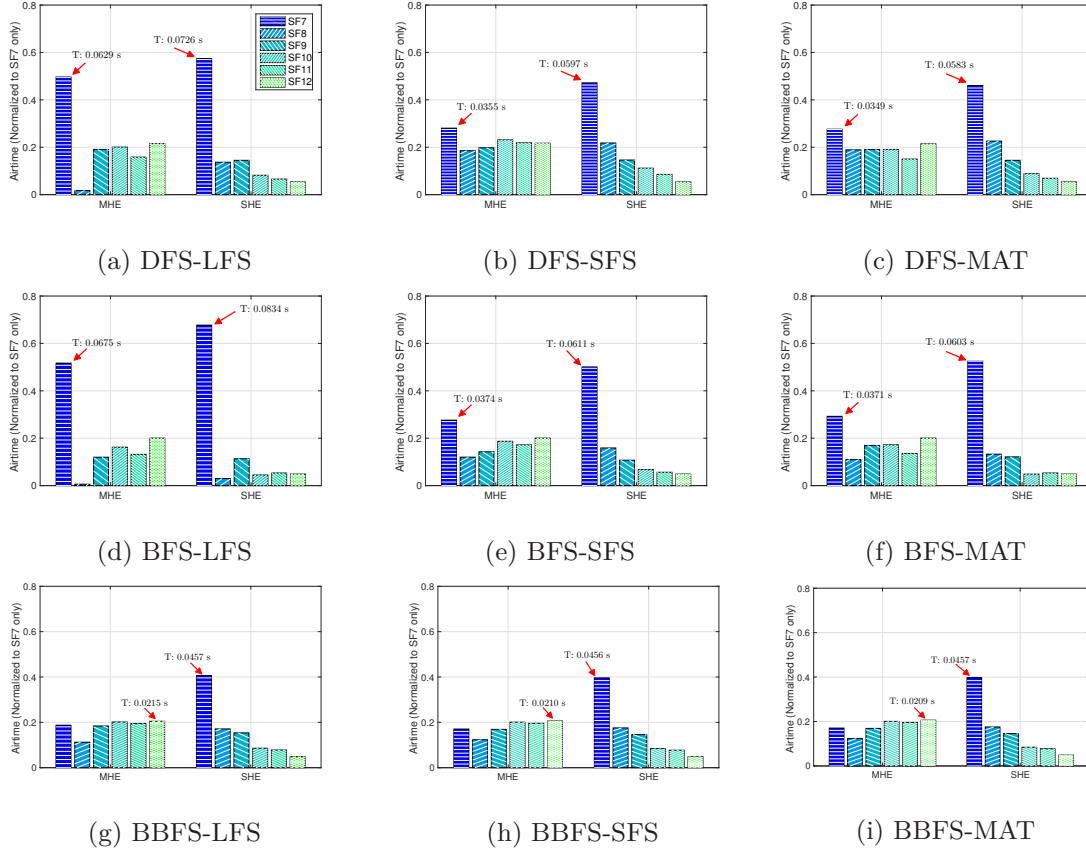 Airtime (Normalized to SF7 only)
0.8
0.6
0.4
0.2
0
T: 0.0629 s
T: 0.0726 s
SF7
SF8
SF9
SF10
SF11
SF12
MHE
SHE
(a) DFS-LFS
Airtime (Normalized to SF7 only)
0.8
0.6
0.4
0.2
0
T: 0.0355 s
T: 0.0597 s
MHE
SHE
(b) DFS-SFS
Airtime (Normalized to SF7 only)
0.8
0.6
0.4
0.2
0
T: 0.0349 s
T: 0.0583 s
MHE
SHE
(c) DFS-MAT
Airtime (Normalized to SF7 only)
0.8
0.6
0.4
0.2
0
T: 0.0675 s
T: 0.0834 s
MHE
SHE
(d) BFS-LFS
Airtime (Normalized to SF7 only)
0.8
0.6
0.4
0.2
0
T: 0.0374 s
T: 0.0611 s
MHE
SHE
(e) BFS-SFS
Airtime (Normalized to SF7 only)
0.8
0.6
0.4
0.2
0
T: 0.0371 s
T: 0.0603 s
MHE
SHE
(f) BFS-MAT
Airtime (Normalized to SF7 only)
0.8
0.6
0.4
0.2
0
T: 0.0215 s
T: 0.0457 s
MHE
SHE
(g) BBFS-LFS
Airtime (Normalized to SF7 only)
0.8
0.6
0.4
0.2
0
T: 0.0210 s
T: 0.0456 s
MHE
SHE
(h) BBFS-SFS
Airtime (Normalized to SF7 only)
0.8
0.6
0.4
0.2
0
T: 0.0209 s
T: 0.0457 s
MHE
SHE
(i) BBFS-MAT